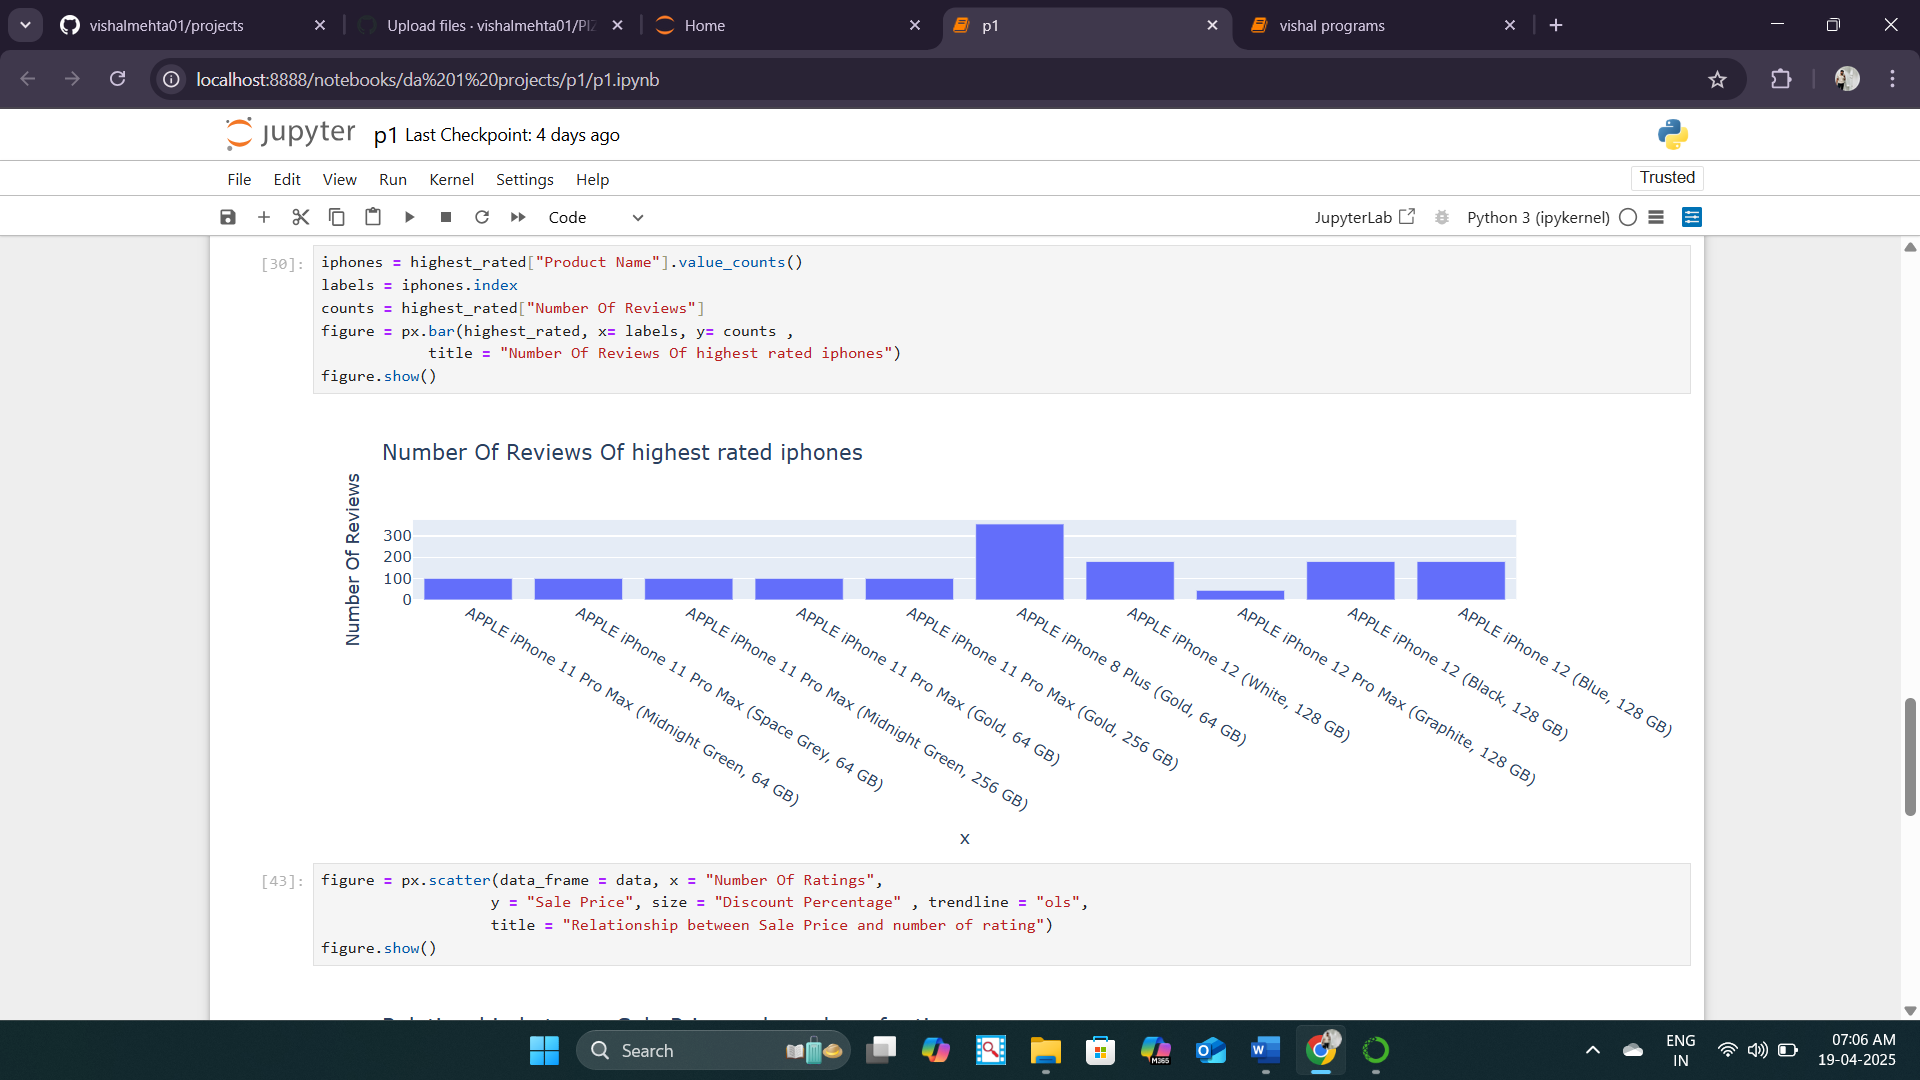 vishalmehta01/projects
Upload files · vishalmehta01/PIZ
Home
p1
vishal programs
localhost:8888/notebooks/da%201%20projects/p1/p1.ipynb
jupyter p1 Last Checkpoint: 4 days ago
File Edit View Run Kernel Settings Help
Trusted
Code
JupyterLab
Python 3 (ipykernel)
[30]:
iphones = highest_rated["Product Name"].value_counts()
labels = iphones.index
counts = highest_rated["Number Of Reviews"]
figure = px.bar(highest_rated, x= labels, y= counts ,
title = "Number Of Reviews Of highest rated iphones")
figure.show()
Number Of Reviews Of highest rated iphones
Number Of Reviews
300
200
100
0
APPLE iPhone 11 Pro Max (Midnight Green, 64 GB)
APPLE iPhone 11 Pro Max (Space Grey, 64 GB)
APPLE iPhone 11 Pro Max (Midnight Green, 256 GB)
APPLE iPhone 11 Pro Max (Gold, 64 GB)
APPLE iPhone 11 Pro Max (Gold, 256 GB)
APPLE iPhone 8 Plus (Gold, 64 GB)
APPLE iPhone 12 (White, 128 GB)
APPLE iPhone 12 Pro Max (Graphite, 128 GB)
APPLE iPhone 12 (Black, 128 GB)
APPLE iPhone 12 (Blue, 128 GB)
x
[43]:
figure = px.scatter(data_frame = data, x = "Number Of Ratings",
y = "Sale Price", size = "Discount Percentage" , trendline = "ols",
title = "Relationship between Sale Price and number of rating")
figure.show()
Search
M365
W
ENG
IN
07:06 AM
19-04-2025